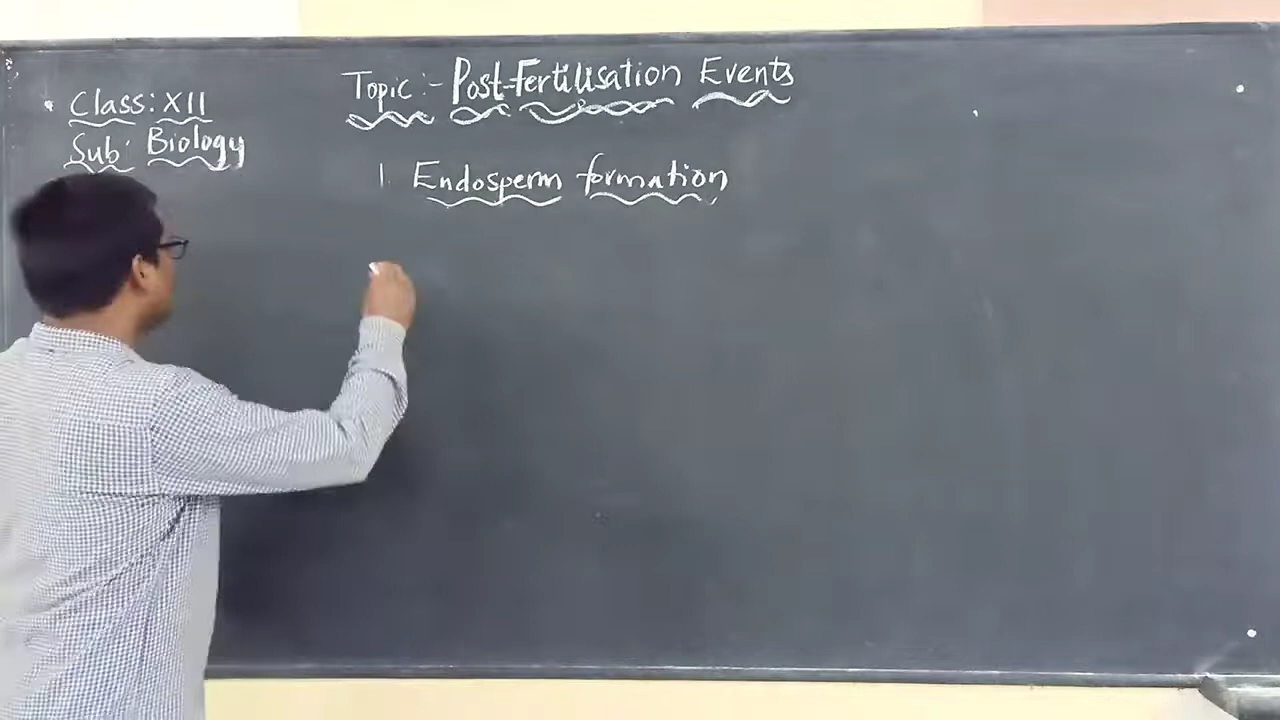 Class: XII
Sub: Biology
Topic:- Post-Fertilisation Events
1. Endosperm formation